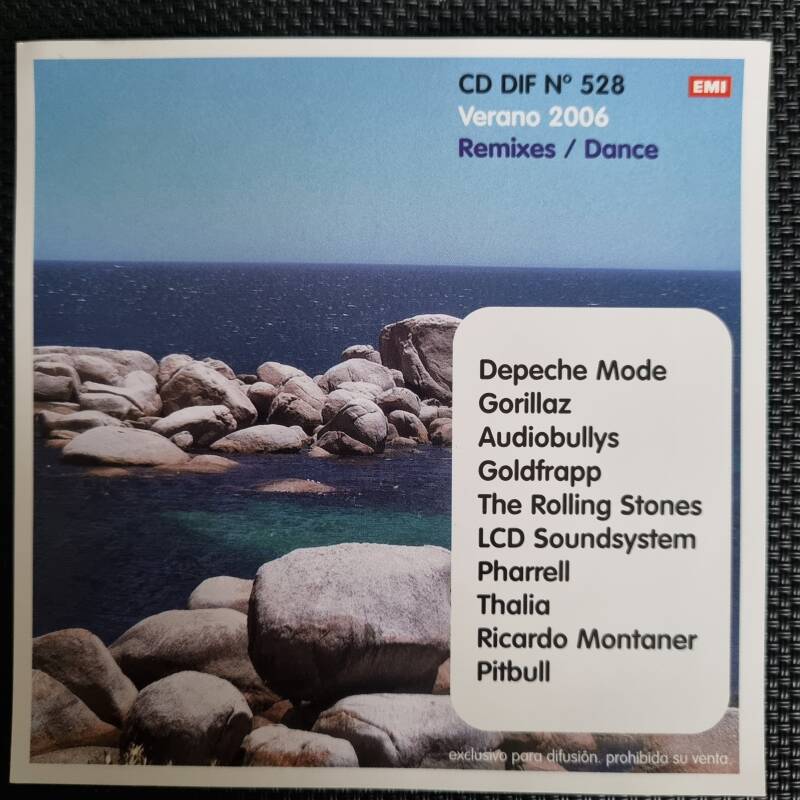 CD DIF Nº 528
EMI
Verano 2006
Remixes / Dance
Depeche Mode
Gorillaz
Audiobullys
Goldfrapp
The Rolling Stones
LCD Soundsystem
Pharrell
Thalia
Ricardo Montaner
Pitbull
exclusivo para difusión. prohibida su venta.